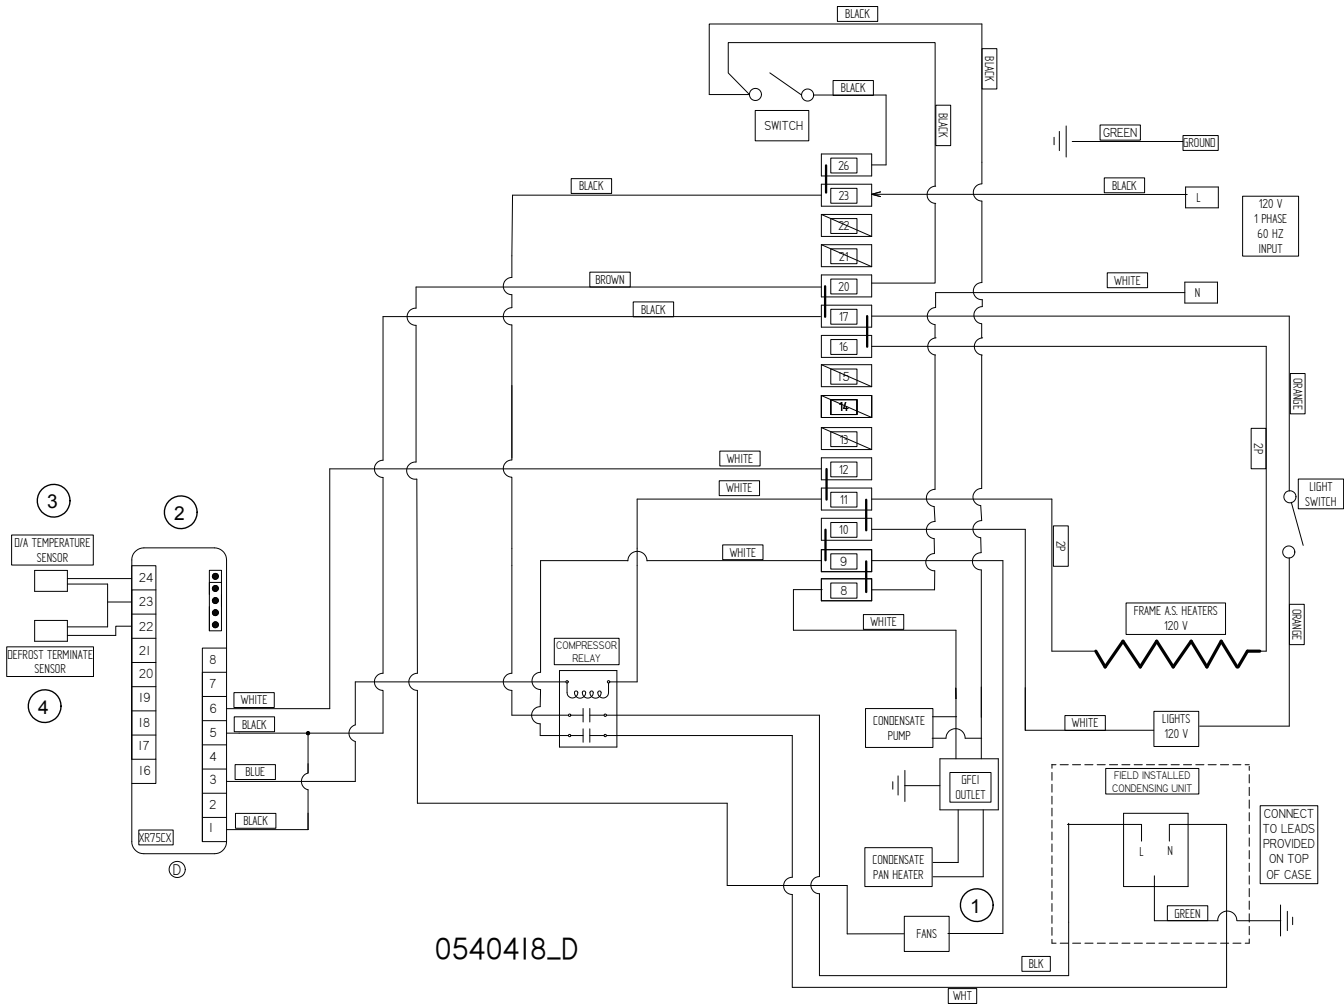 BLACK
BLACK
BLACK
BLACK
SWITCH
GREEN
GROUND
26
BLACK
23
BLACK
L
120 V
1 PHASE
60 HZ
INPUT
22
21
BROWN
20
WHITE
N
BLACK
17
16
15
14
13
ORANGE
2P
WHITE
12
WHITE
11
LIGHT
SWITCH
10
2P
WHITE
9
8
WHITE
3
2
D/A TEMPERATURE
SENSOR
24
23
22
21
20
19
18
17
16
DEFROST TERMINATE
SENSOR
4
8
7
6
5
4
3
2
1
WHITE
BLACK
BLUE
BLACK
XR75CX
D
COMPRESSOR
RELAY
FRAME A.S. HEATERS
120 V
ORANGE
CONDENSATE
PUMP
WHITE
LIGHTS
120 V
GFCI
OUTLET
FIELD INSTALLED
CONDENSING UNIT
L
N
CONNECT
TO LEADS
PROVIDED
ON TOP
OF CASE
CONDENSATE
PAN HEATER
1
GREEN
FANS
0540418_D
BLK
WHT